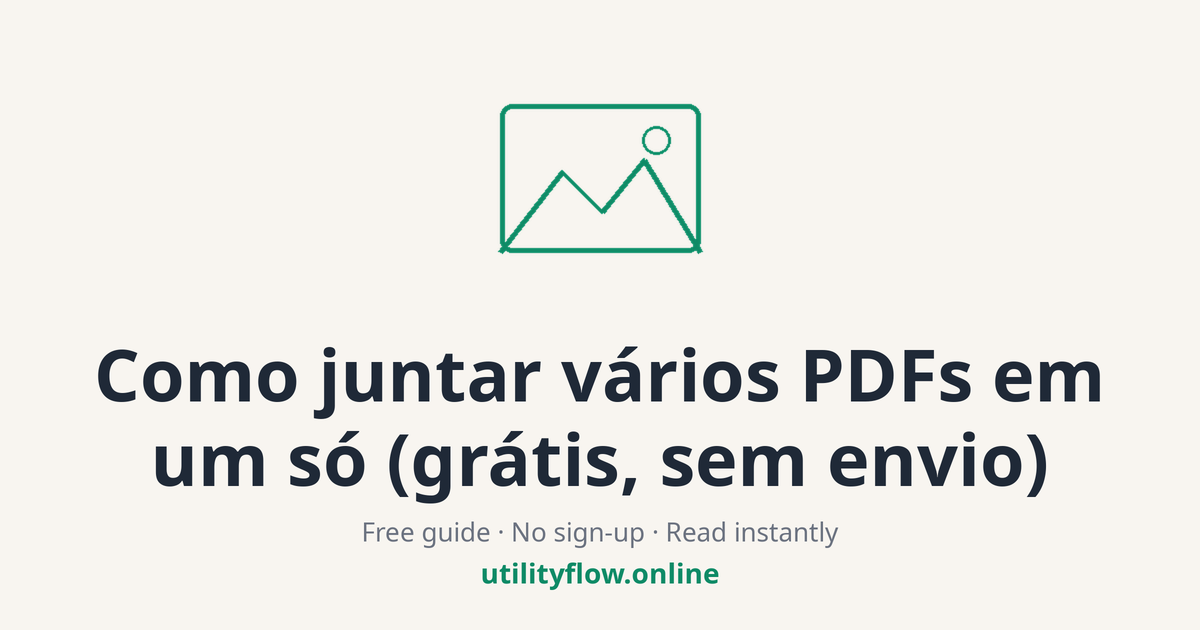 Como juntar vários PDFs em
um só (grátis, sem envio)
Free guide · No sign-up · Read instantly
utilityflow.online